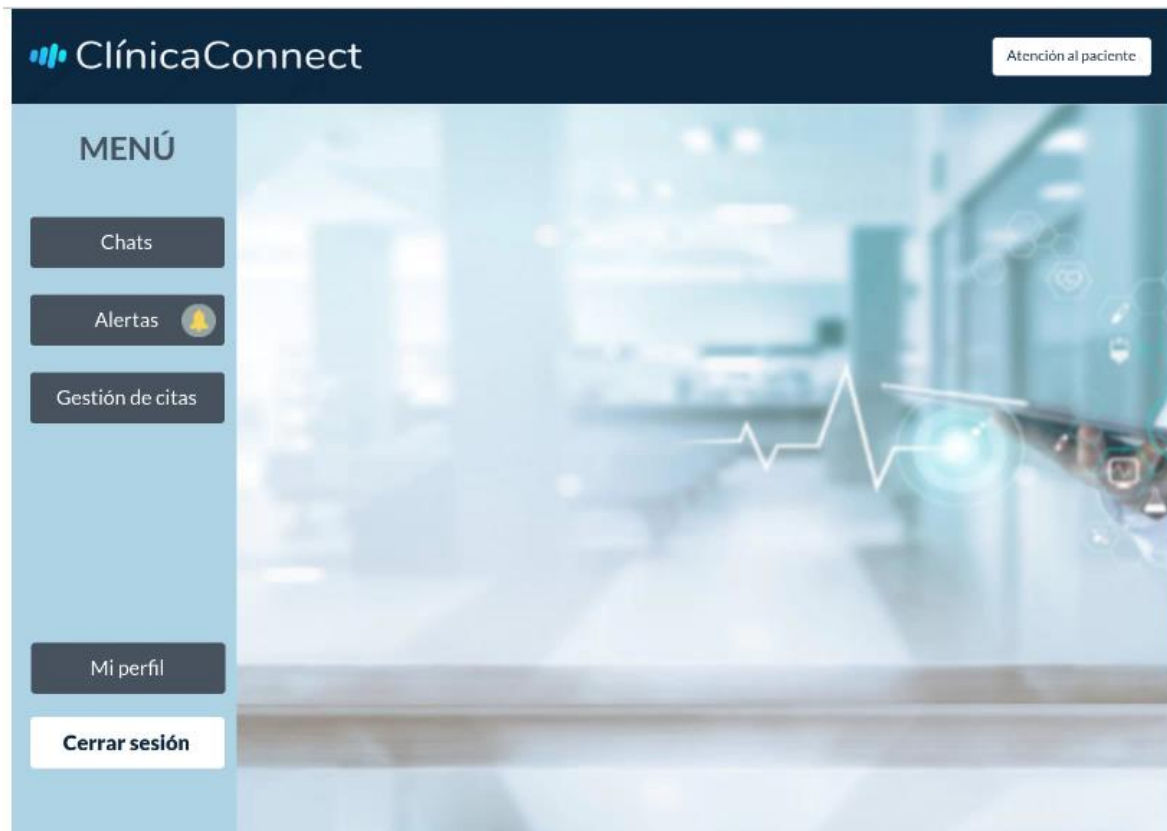 ClínicaConnect
Atención al paciente
MENÚ
Chats
Alertas
Gestión de citas
Mi perfil
Cerrar sesión